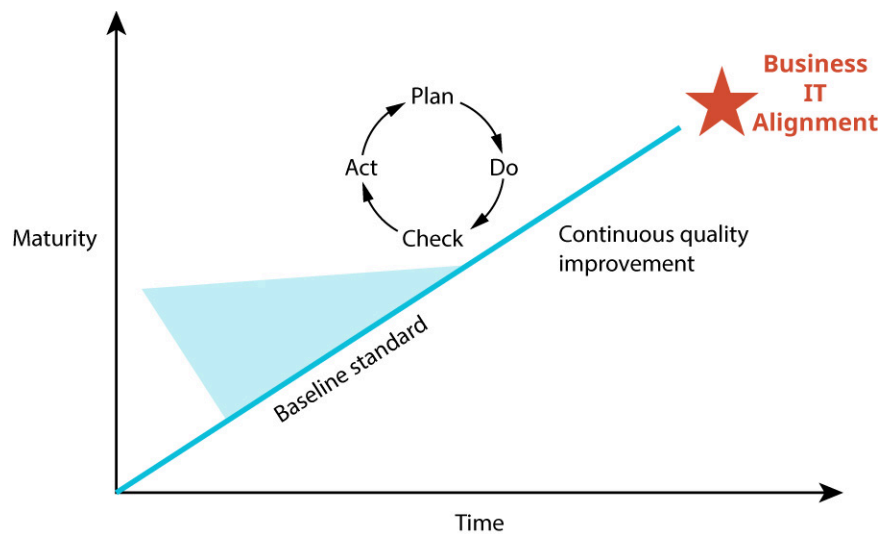 Business
IT
Alignment
Plan
Act
Do
Check
Maturity
Continuous quality
improvement
Baseline standard
Time